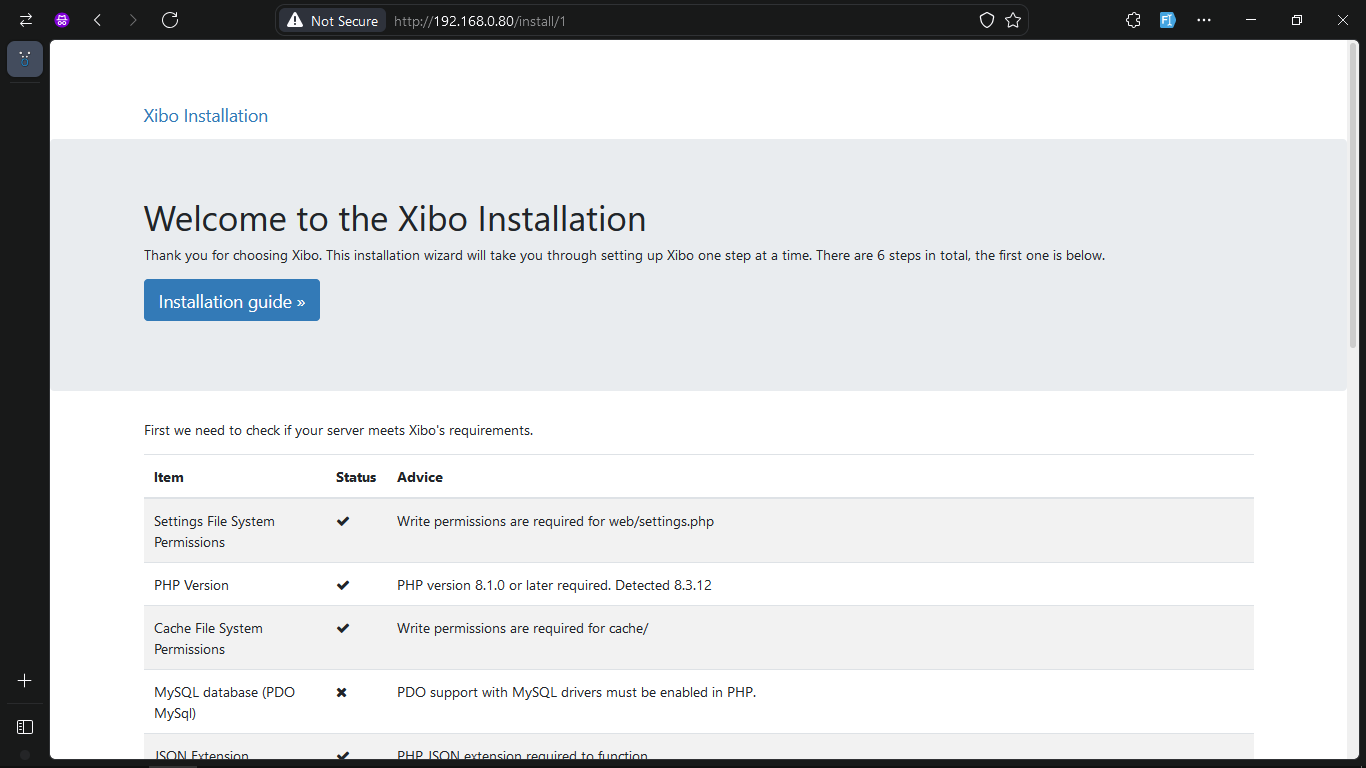 Not Secure http://192.168.0.80/install/1
Xibo Installation
Welcome to the Xibo Installation
Thank you for choosing Xibo. This installation wizard will take you through setting up Xibo one step at a time. There are 6 steps in total, the first one is below.
Installation guide »
First we need to check if your server meets Xibo's requirements.
Item Status Advice
Settings File System Permissions ✔ Write permissions are required for web/settings.php
PHP Version ✔ PHP version 8.1.0 or later required. Detected 8.3.12
Cache File System Permissions ✔ Write permissions are required for cache/
MySQL database (PDO MySql) ✖ PDO support with MySQL drivers must be enabled in PHP.
JSON Extension ✔ PHP JSON extension required to function